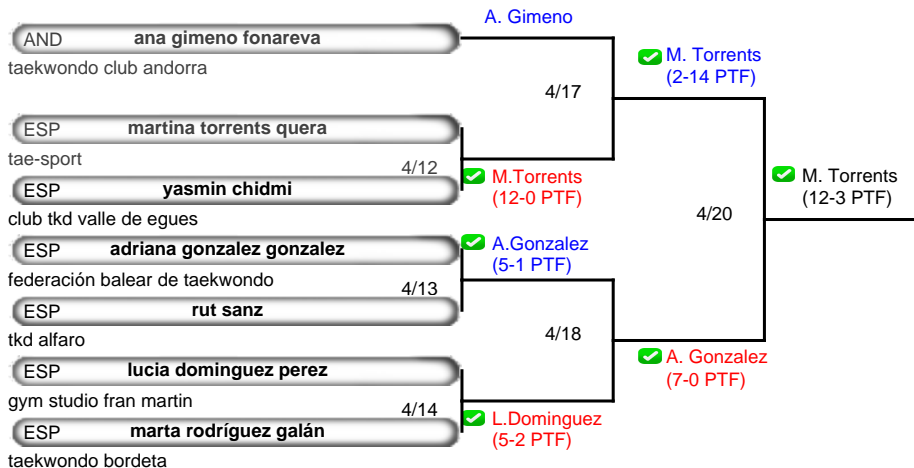 A. Gimeno
AND ana gimeno fonareva
taekwondo club andorra
M. Torrents
(2-14 PTF)
4/17
ESP martina torrents quera
tae-sport
4/12
ESP yasmin chidmi
club tkd valle de egues
M.Torrents
(12-0 PTF)
M. Torrents
(12-3 PTF)
4/20
ESP adriana gonzalez gonzalez
federación balear de taekwondo
A.Gonzalez
(5-1 PTF)
4/13
ESP rut sanz
tkd alfaro
4/18
ESP lucia dominguez perez
gym studio fran martin
A. Gonzalez
(7-0 PTF)
4/14
ESP marta rodríguez galán
taekwondo bordeta
L.Dominguez
(5-2 PTF)